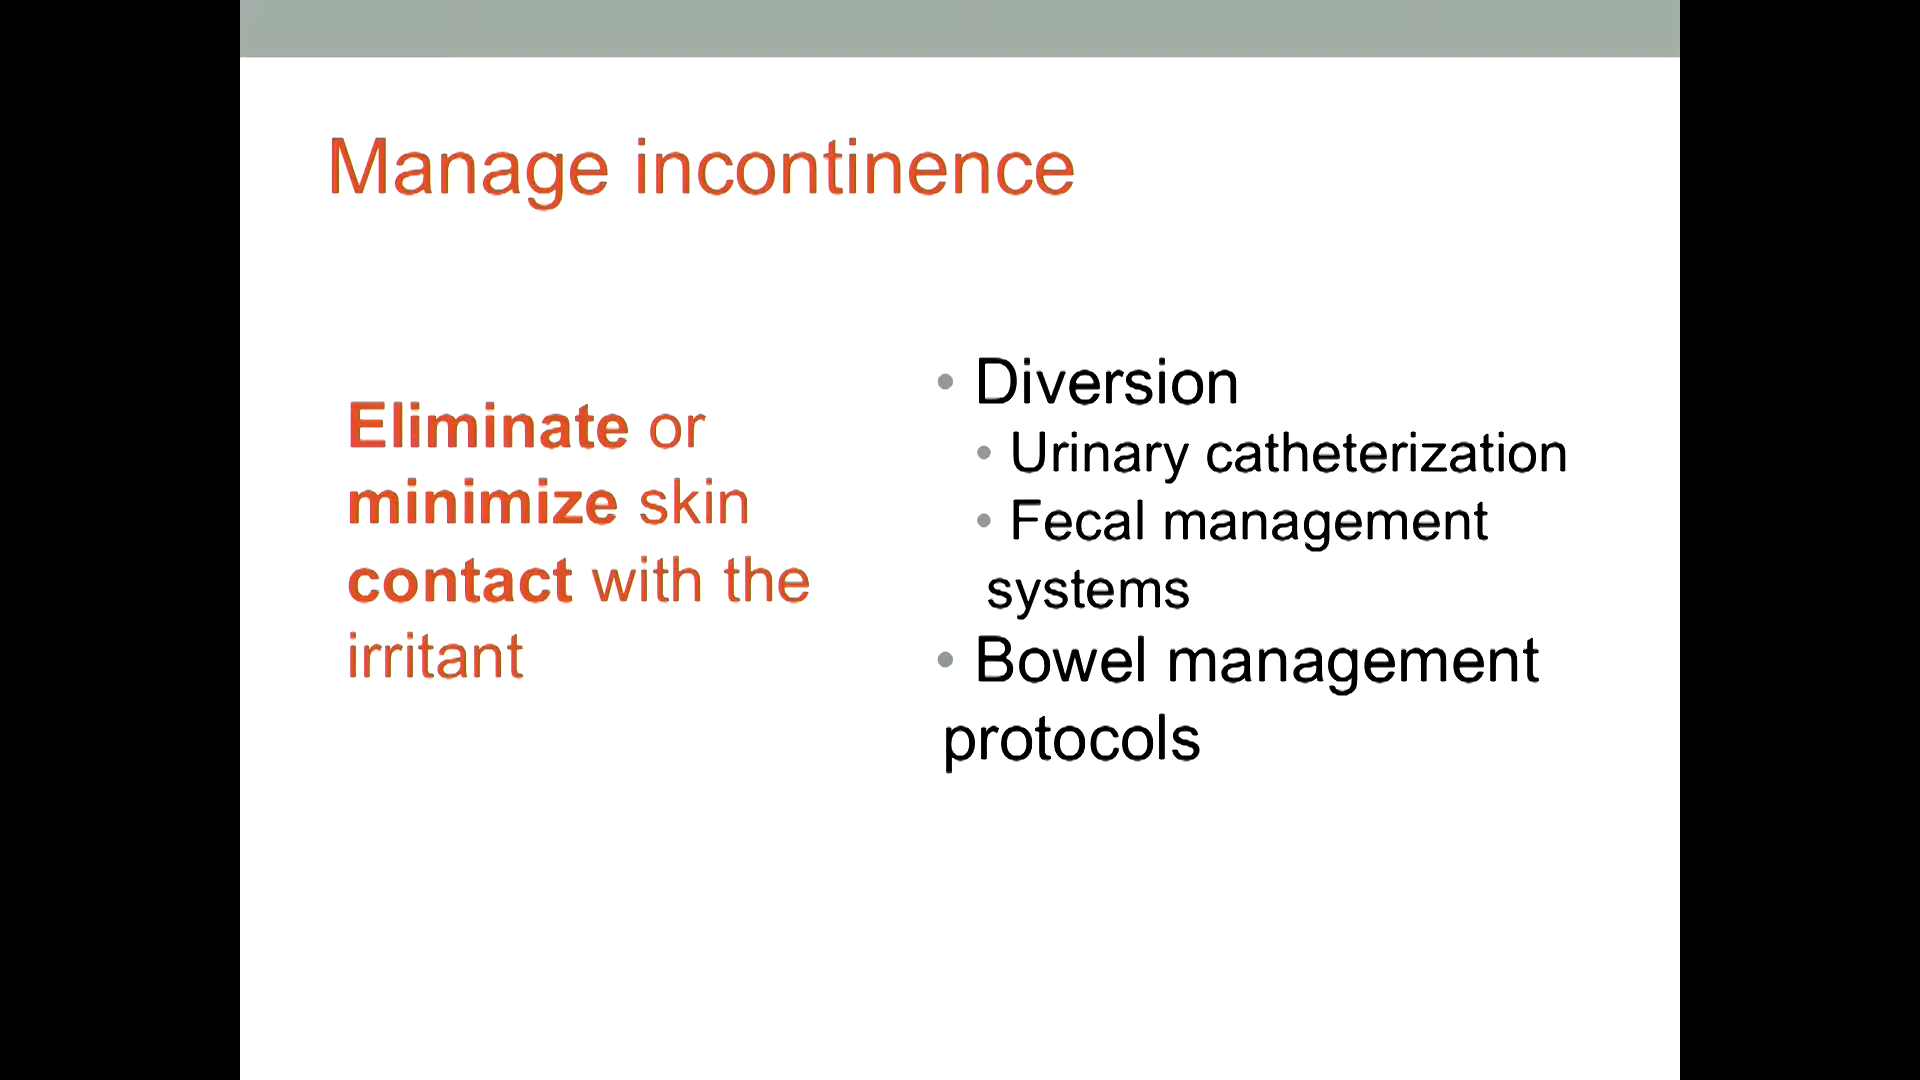 Manage incontinence
Eliminate or
minimize skin
contact with the
irritant
• Diversion
• Urinary catheterization
• Fecal management
systems
• Bowel management
protocols